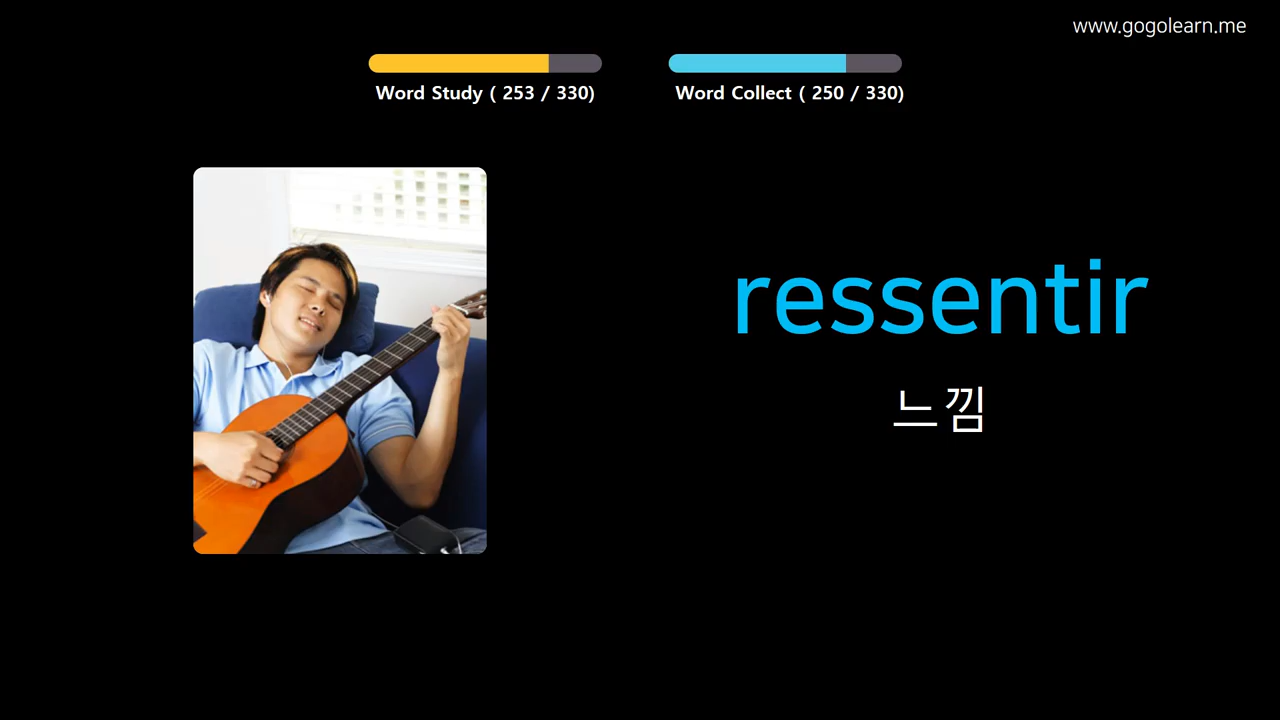 www.gogolearn.me
Word Study ( 253 / 330)
Word Collect ( 250 / 330)
ressentir
느낌